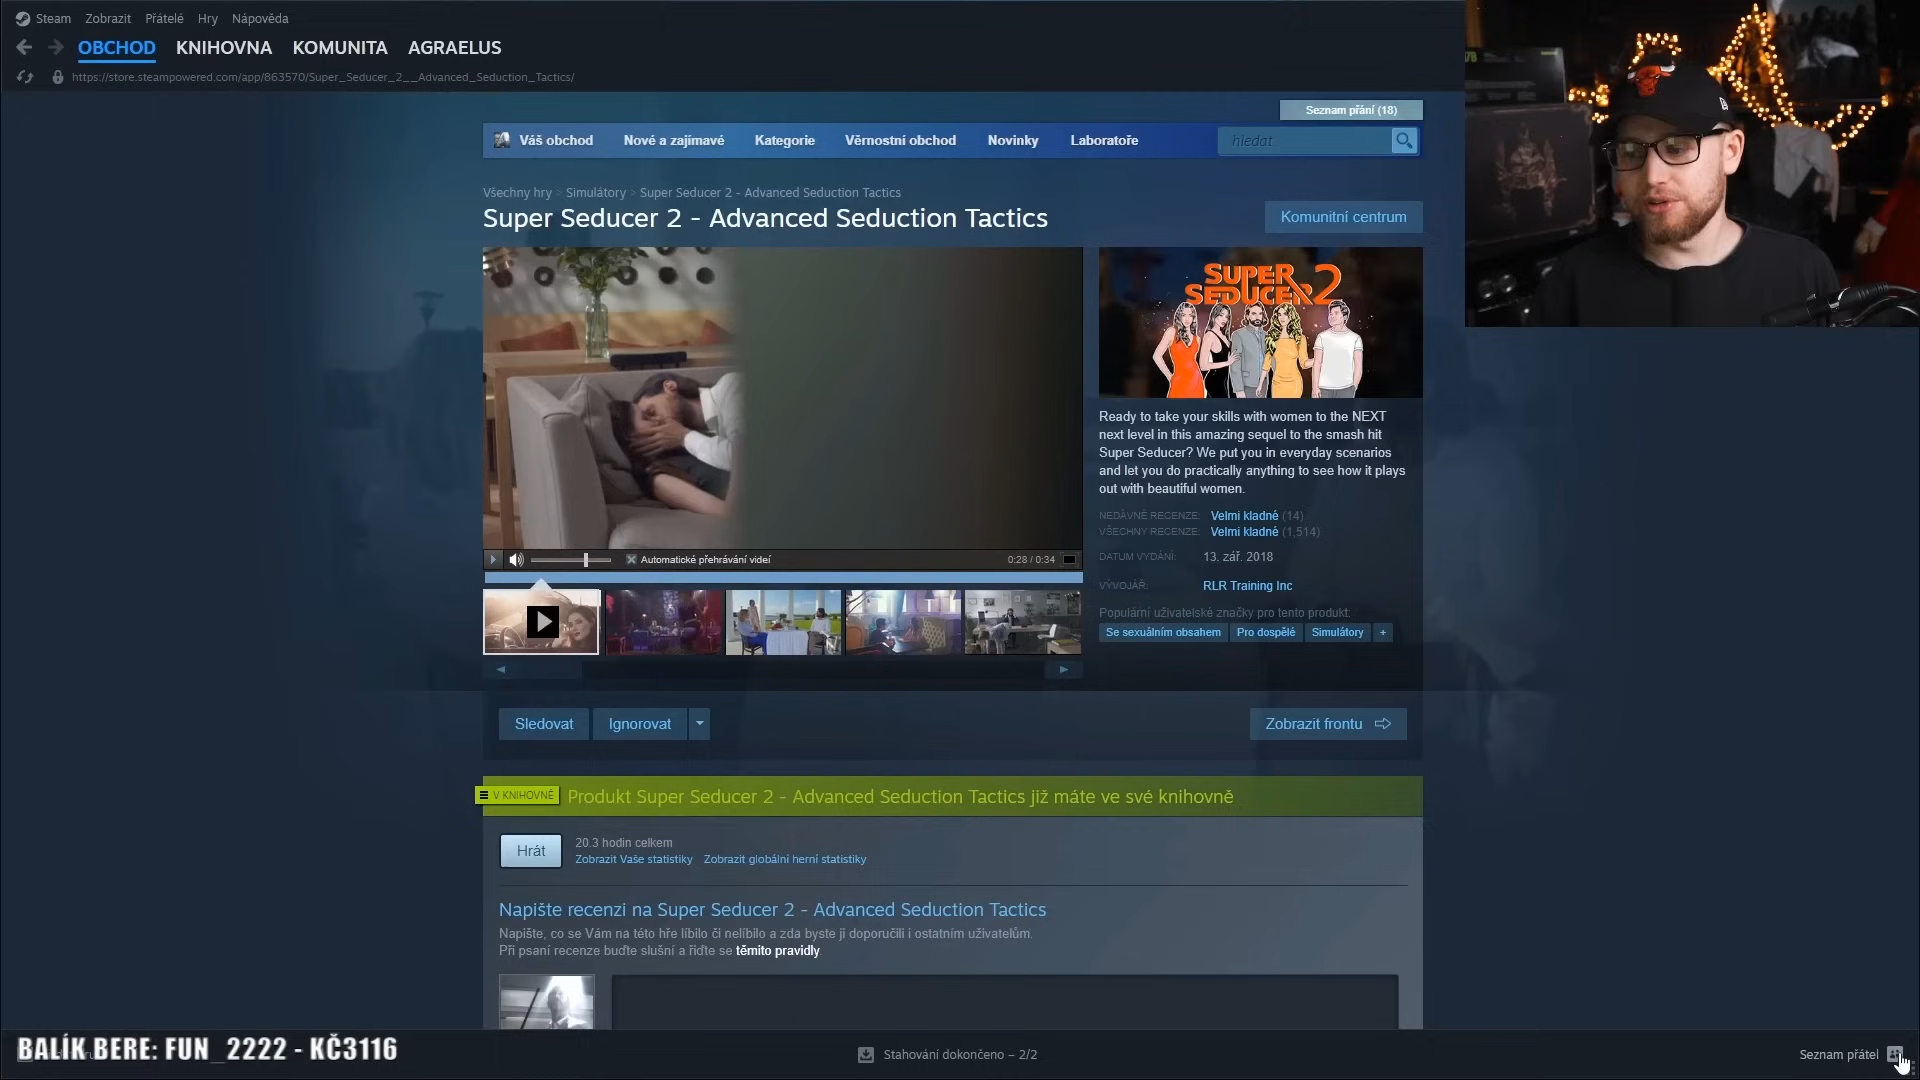 Steam Zobrazit Přátelé Hry Nápověda
OBCHOD KNIHOVNA KOMUNITA AGRAELUS
https://store.steampowered.com/app/863570/Super_Seducer_2__Advanced_Seduction_Tactics/
Seznam přání (18)
Váš obchod Nové a zajímavé Kategorie Věrnostní obchod Novinky Laboratoře hledat
Všechny hry > Simulátory > Super Seducer 2 - Advanced Seduction Tactics
Super Seducer 2 - Advanced Seduction Tactics
Komunitní centrum
SUPER
SEDUCER 2
Ready to take your skills with women to the NEXT
next level in this amazing sequel to the smash hit
Super Seducer? We put you in everyday scenarios
and let you do practically anything to see how it plays
out with beautiful women.
NEDÁVNÉ RECENZE: Velmi kladné (14)
VŠECHNY RECENZE: Velmi kladné (1,514)
DATUM VYDÁNÍ: 13. zář. 2018
VÝVOJÁŘ: RLR Training Inc
Populární uživatelské značky pro tento produkt:
Se sexuálním obsahem Pro dospělé Simulátory +
Automatické přehrávání videí 0:28 / 0:34
Sledovat Ignorovat Zobrazit frontu
V KNIHOVNĚ Produkt Super Seducer 2 - Advanced Seduction Tactics již máte ve své knihovně
Hrát
20.3 hodin celkem
Zobrazit Vaše statistiky Zobrazit globální herní statistiky
Napište recenzi na Super Seducer 2 - Advanced Seduction Tactics
Napište, co se Vám na této hře líbilo či nelíbilo a zda byste ji doporučili i ostatním uživatelům.
Při psaní recenze buďte slušní a řiďte se těmito pravidly.
BALÍK BERE: FUN_2222 - KČ3116
Stahování dokončeno – 2/2
Seznam přátel